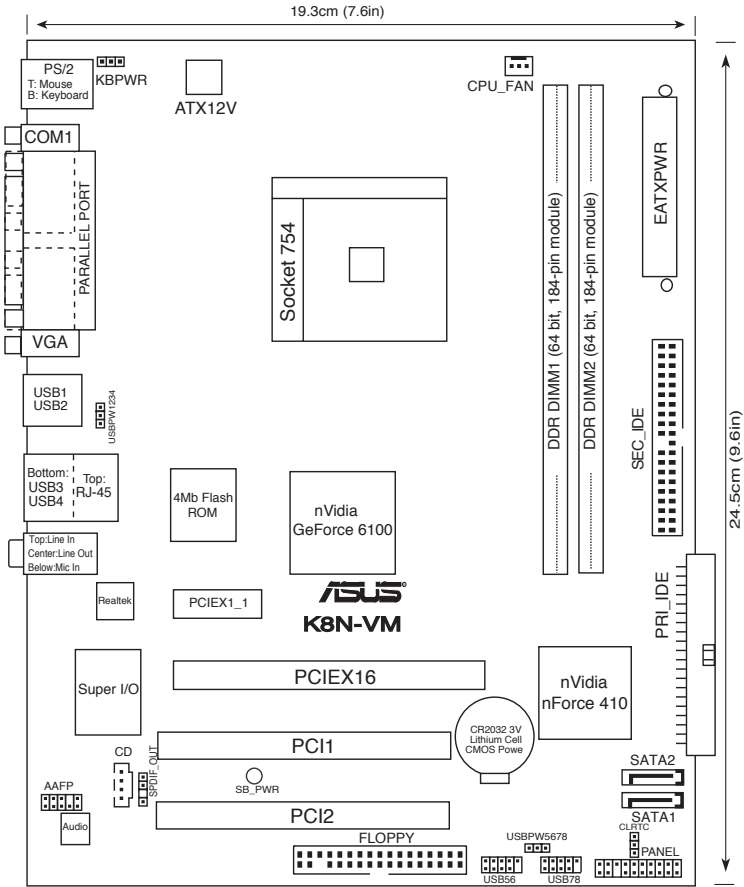 19.3cm (7.6in)
PS/2
T: Mouse
B: Keyboard
KBPWR
ATX12V
CPU_FAN
COM1
PARALLEL PORT
VGA
Socket 754
DDR DIMM1 (64 bit, 184-pin module)
DDR DIMM2 (64 bit, 184-pin module)
EATXPWR
24.5cm (9.6in)
USB1
USB2
USBPW1234
SEC_IDE
Bottom:
USB3
USB4
Top:
RJ-45
4Mb Flash
ROM
nVidia
GeForce 6100
Top:Line In
Center:Line Out
Below:Mic In
Realtek
PCIEX1_1
ASUS
K8N-VM
PRI_IDE
Super I/O
PCIEX16
nVidia
nForce 410
CR2032 3V
Lithium Cell
CMOS Powe
PCI1
CD
SPDIF_OUT
SB_PWR
SATA2
SATA1
AAFP
Audio
PCI2
FLOPPY
USBPW5678
CLRTC
PANEL
USB56
USB78